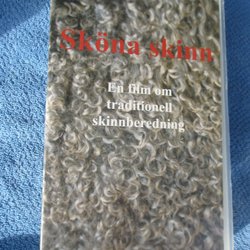 Sköna skinn
En film om
traditionell
skinnberedning